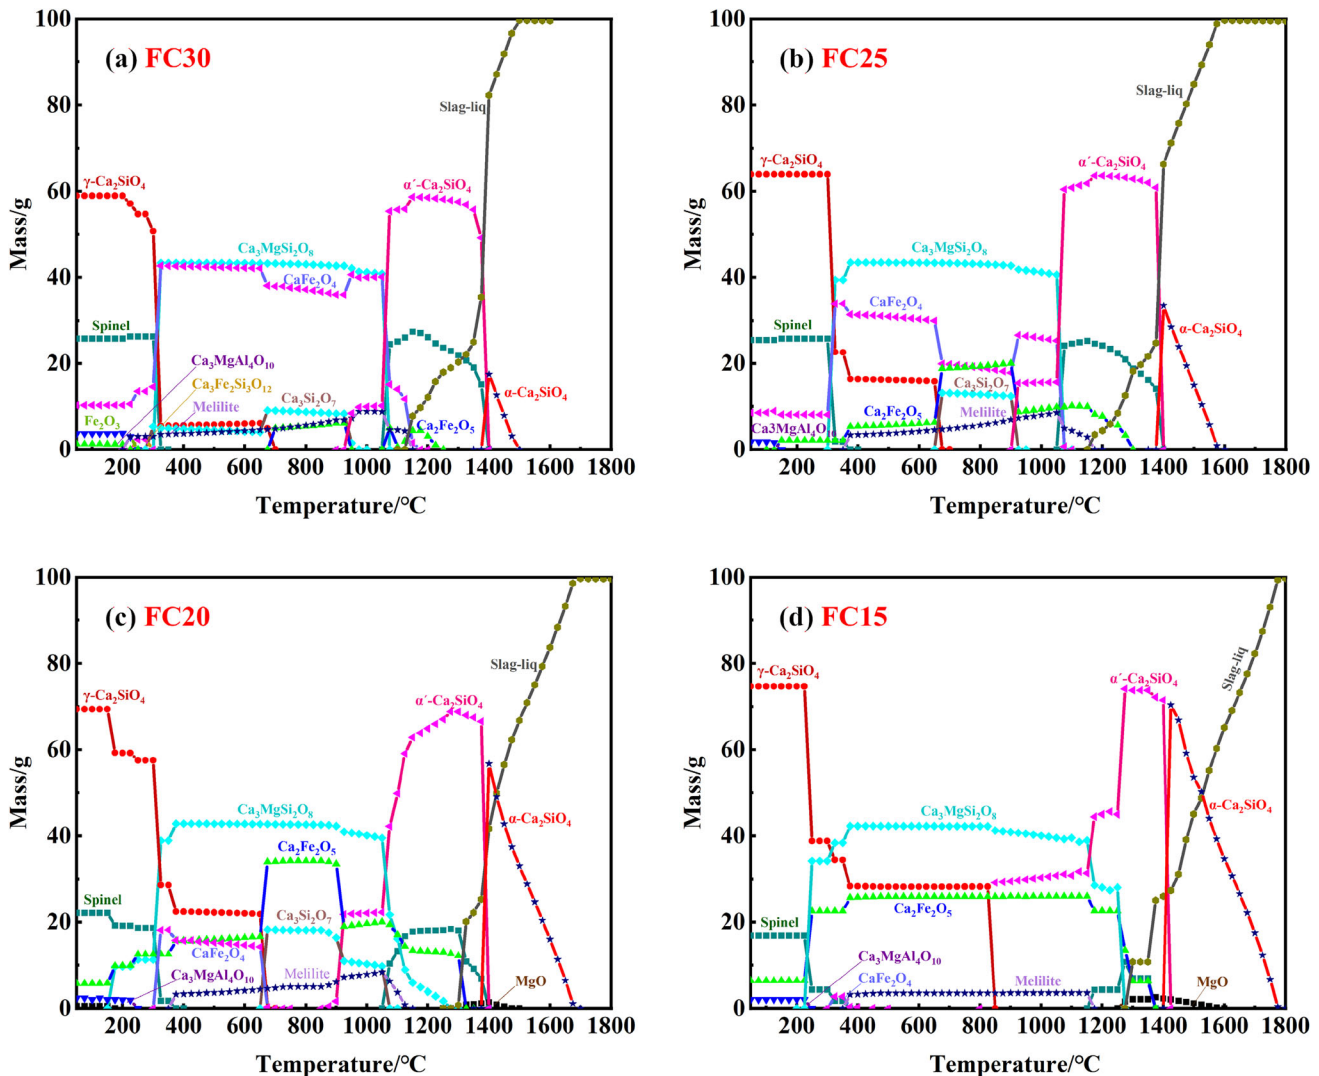 (a) FC30
Mass/g
100
80
60
40
20
0
γ-Ca₂SiO₄
Spinel
Fe₂O₃
Ca₃MgSi₂O₈
CaFe₂O₄
Ca₃MgAl₄O₁₀
Ca₃Fe₂Si₃O₁₂
Melilite
Ca₃Si₂O₇
α´-Ca₂SiO₄
Slag-liq
α-Ca₂SiO₄
Ca₂Fe₂O₅
200 400 600 800 1000 1200 1400 1600 1800
Temperature/°C
(b) FC25
Mass/g
100
80
60
40
20
0
γ-Ca₂SiO₄
Spinel
Ca3MgAl₄O₁₀
Ca₃MgSi₂O₈
CaFe₂O₄
Ca₂Fe₂O₅
Ca₃Si₂O₇
Melilite
α´-Ca₂SiO₄
Slag-liq
α-Ca₂SiO₄
200 400 600 800 1000 1200 1400 1600 1800
Temperature/°C
(c) FC20
Mass/g
100
80
60
40
20
0
γ-Ca₂SiO₄
Spinel
Ca₃MgSi₂O₈
Ca₂Fe₂O₅
Ca₃Si₂O₇
CaFe₂O₄
Ca₃MgAl₄O₁₀
Melilite
α´-Ca₂SiO₄
Slag-liq
α-Ca₂SiO₄
MgO
200 400 600 800 1000 1200 1400 1600 1800
Temperature/°C
(d) FC15
Mass/g
100
80
60
40
20
0
γ-Ca₂SiO₄
Spinel
Ca₃MgSi₂O₈
Ca₂Fe₂O₅
Ca₃MgAl₄O₁₀
CaFe₂O₄
Melilite
α´-Ca₂SiO₄
Slag-liq
α-Ca₂SiO₄
MgO
200 400 600 800 1000 1200 1400 1600 1800
Temperature/°C